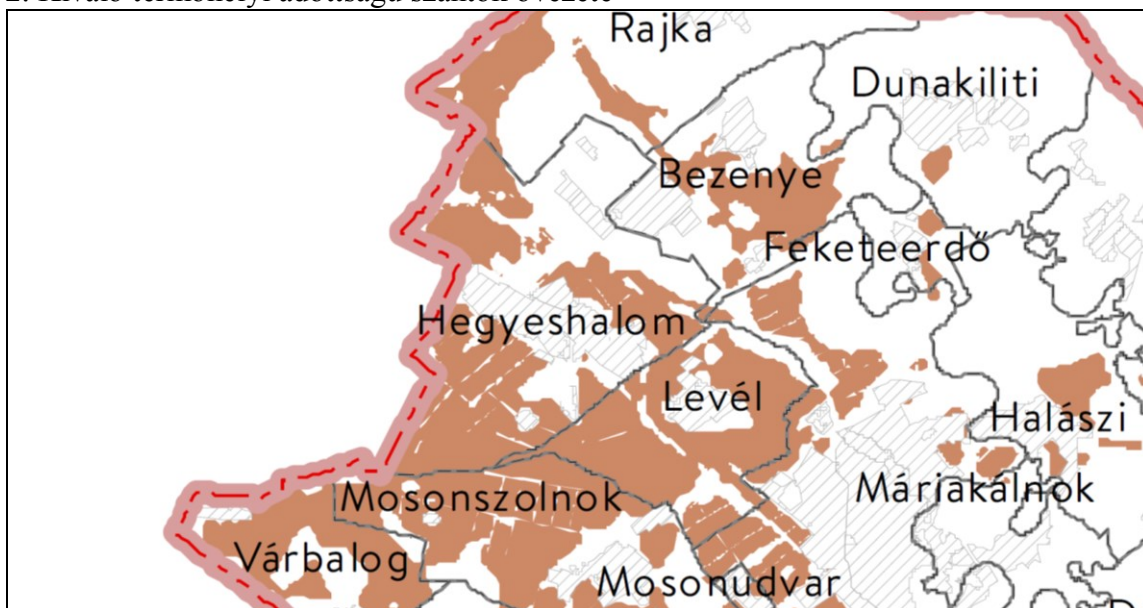 Rajka
Dunakiliti
Bezenye
Feketeerdő
Hegyeshalom
Levél
Halászi
Máriakálnok
Mosonszolnok
Várbalog
Mosonudvar